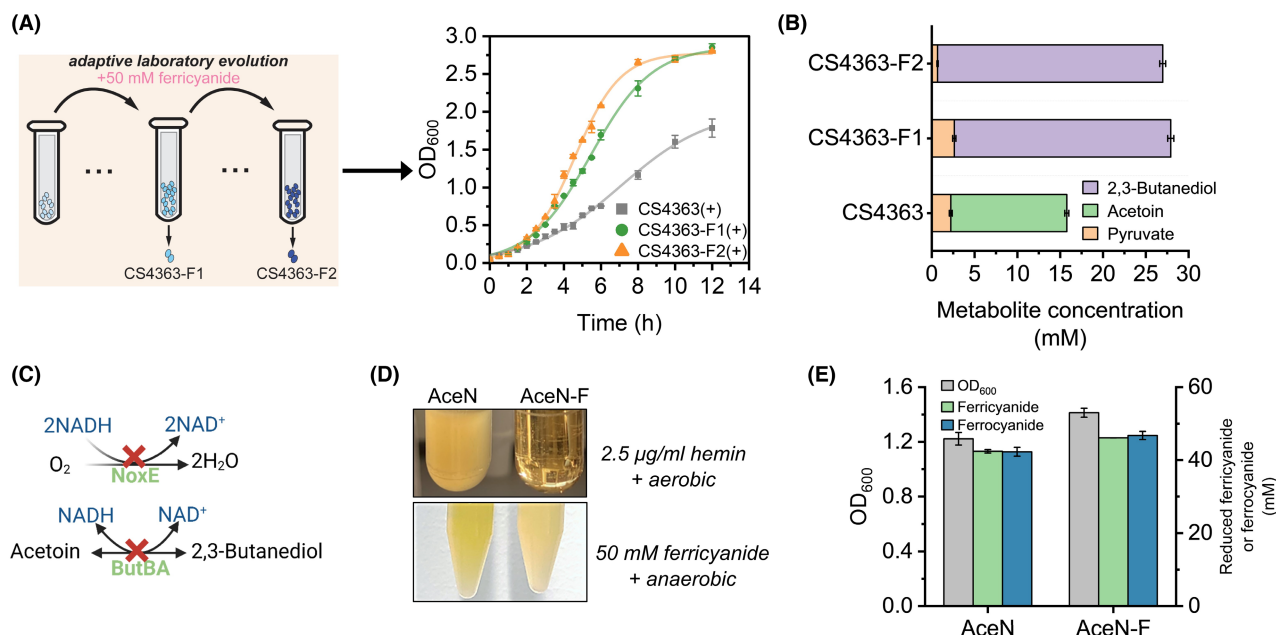 (A)
adaptive laboratory evolution
+50 mM ferricyanide
...
...
CS4363-F1
CS4363-F2
OD600
3.0
2.5
2.0
1.5
1.0
0.5
0.0
CS4363(+)
CS4363-F1(+)
CS4363-F2(+)
0 2 4 6 8 10 12 14
Time (h)
(B)
CS4363-F2
CS4363-F1
CS4363
2,3-Butanediol
Acetoin
Pyruvate
0 5 10 15 20 25 30
Metabolite concentration
(mM)
(C)
2NADH 2NAD+
O2 2H2O
NoxE
NADH NAD+
Acetoin 2,3-Butanediol
ButBA
(D)
AceN AceN-F
2.5 µg/ml hemin
+ aerobic
50 mM ferricyanide
+ anaerobic
(E)
OD600
1.6
1.2
0.8
0.4
0.0
OD600
Ferricyanide
Ferrocyanide
60
40
20
0
Reduced ferricyanide
or ferrocyanide
(mM)
AceN AceN-F